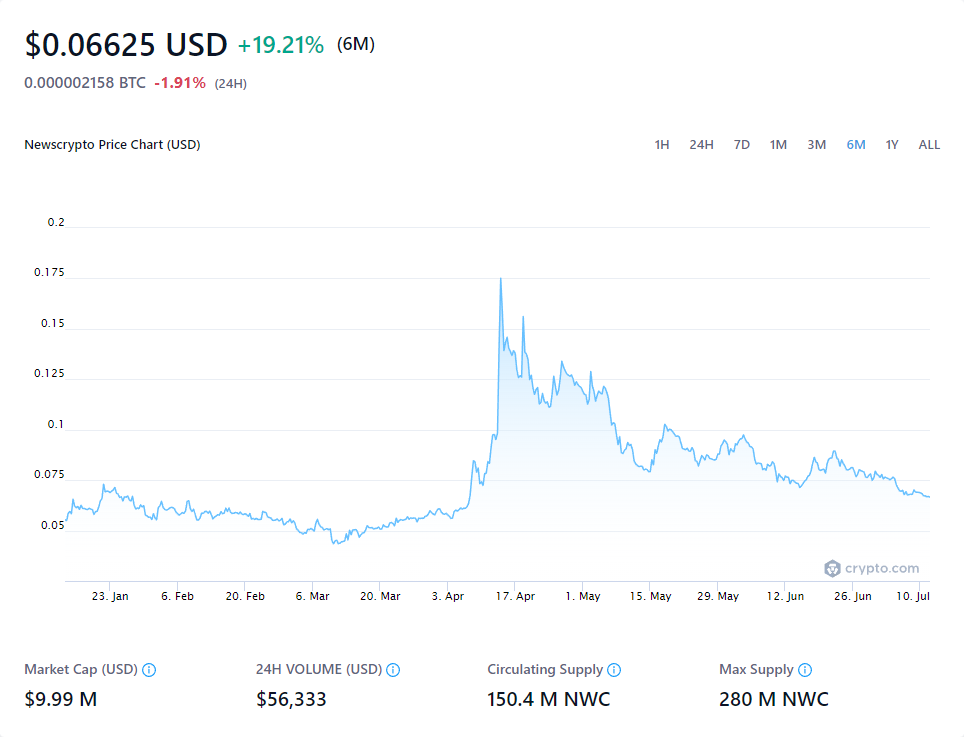 $0.06625 USD +19.21% (6M)
0.000002158 BTC -1.91% (24H)
Newscrypto Price Chart (USD) 1H 24H 7D 1M 3M 6M 1Y ALL
0.2
0.175
0.15
0.125
0.1
0.075
0.05
crypto.com
23. Jan 6. Feb 20. Feb 6. Mar 20. Mar 3. Apr 17. Apr 1. May 15. May 29. May 12. Jun 26. Jun 10. Jul
Market Cap (USD) 24H VOLUME (USD) Circulating Supply Max Supply
$9.99 M $56,333 150.4 M NWC 280 M NWC